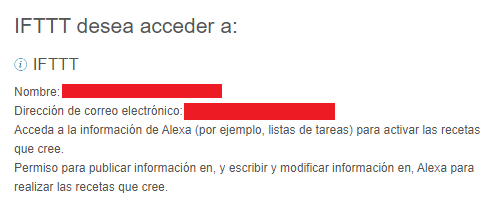 IFTTT desea acceder a:
IFTTT
Nombre:
Dirección de correo electrónico:
Acceda a la información de Alexa (por ejemplo, listas de tareas) para activar las recetas
que cree.
Permiso para publicar información en, y escribir y modificar información en, Alexa para
realizar las recetas que cree.